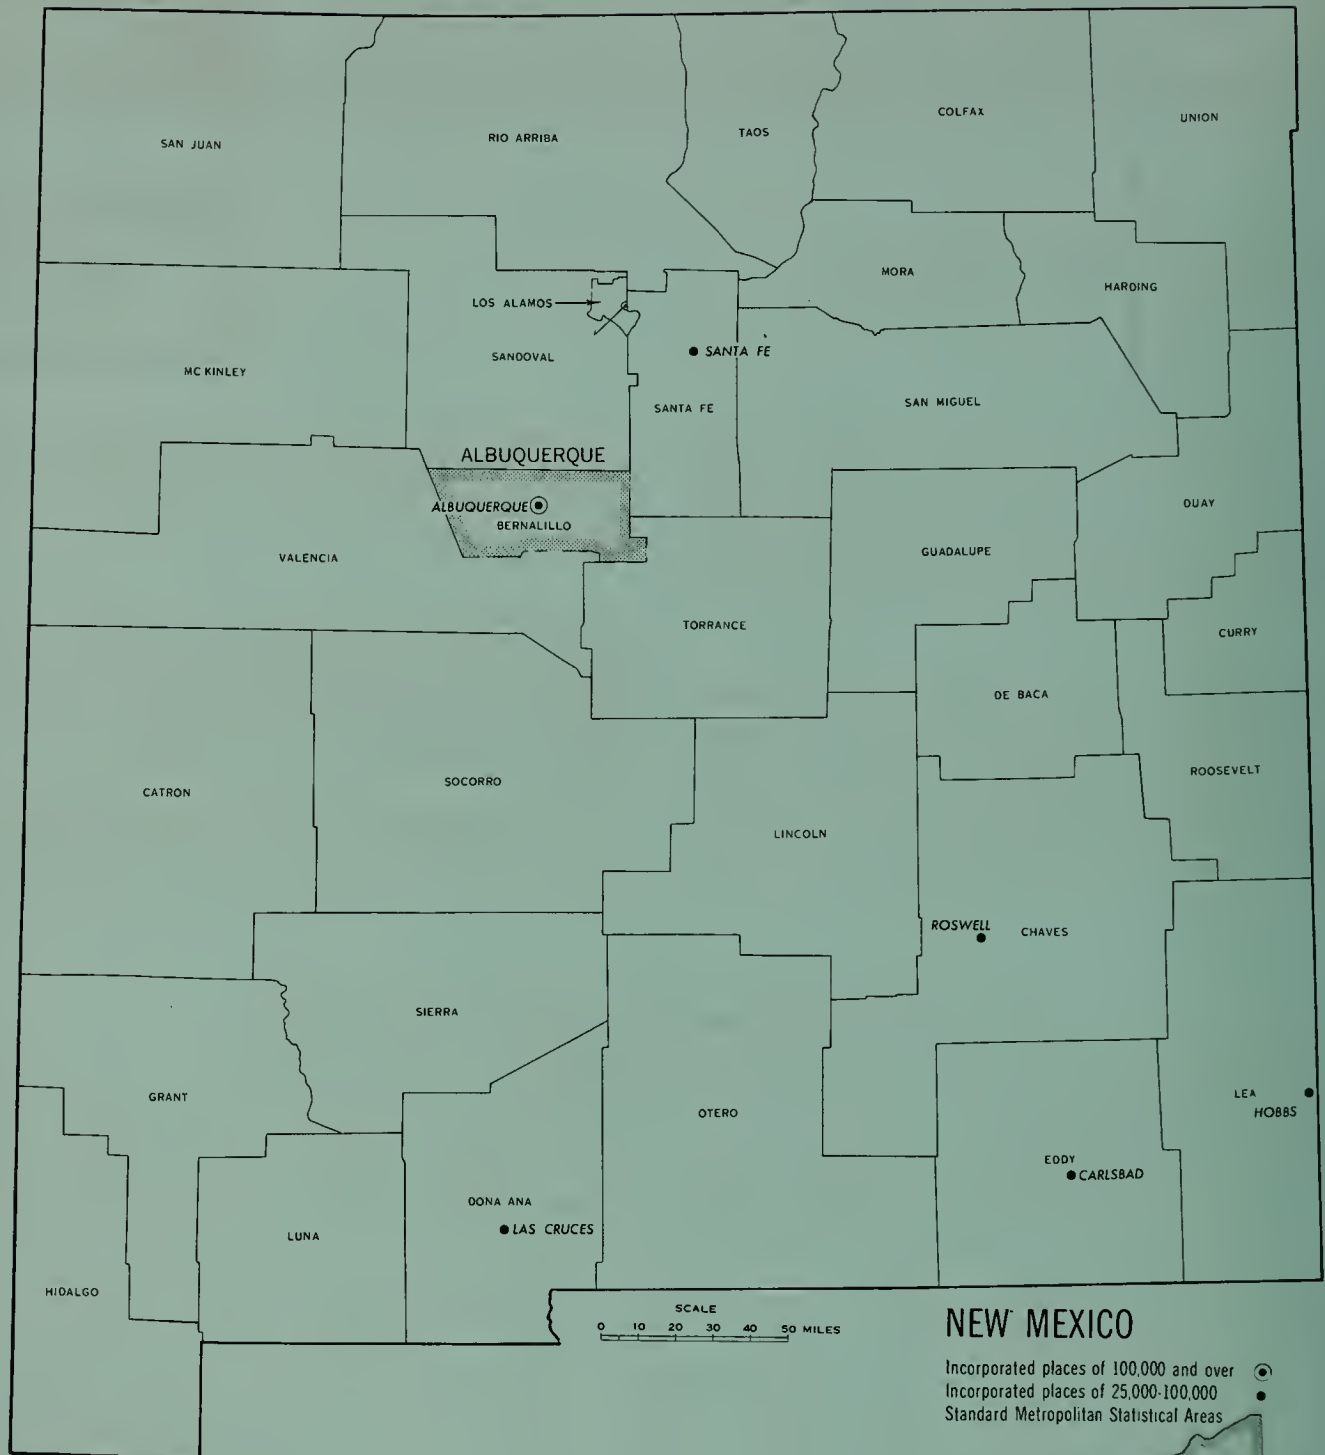 SAN JUAN
RIO ARRIBA
TAOS
COLFAX
UNION
MORA
HARDING
LOS ALAMOS
SANTA FE
SANDOVAL
MC KINLEY
SANTA FE
SAN MIGUEL
ALBUQUERQUE
ALBUQUERQUE
BERNALILLO
QUAY
VALENCIA
GUADALUPE
TORRANCE
CURRY
DE BACA
CATRON
SOCORRO
ROOSEVELT
LINCOLN
ROSWELL
CHAVES
SIERRA
GRANT
OTERO
LEA
HOBBS
EDDY
CARLSBAD
DONA ANA
LAS CRUCES
LUNA
HIDALGO
SCALE
0 10 20 30 40 50 MILES
NEW MEXICO
Incorporated places of 100,000 and over
Incorporated places of 25,000-100,000
Standard Metropolitan Statistical Areas